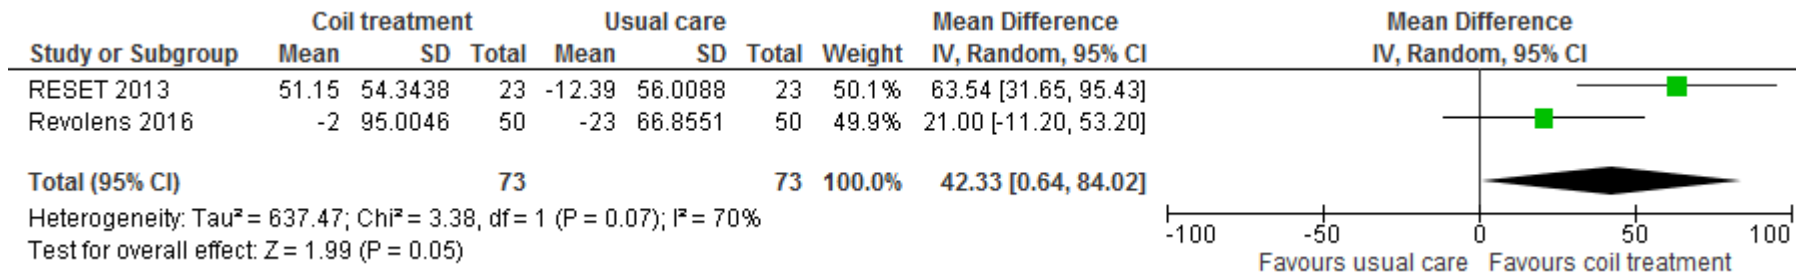 Coil treatment Usual care Mean Difference Mean Difference
Study or Subgroup Mean SD Total Mean SD Total Weight IV, Random, 95% CI IV, Random, 95% CI
RESET 2013 51.15 54.3438 23 -12.39 56.0088 23 50.1% 63.54 [31.65, 95.43]
Revolens 2016 -2 95.0046 50 -23 66.8551 50 49.9% 21.00 [-11.20, 53.20]
Total (95% CI) 73 73 100.0% 42.33 [0.64, 84.02]
Heterogeneity: Tau² = 637.47; Chi² = 3.38, df = 1 (P = 0.07); I² = 70%
Test for overall effect: Z = 1.99 (P = 0.05)
-100 -50 0 50 100
Favours usual care Favours coil treatment